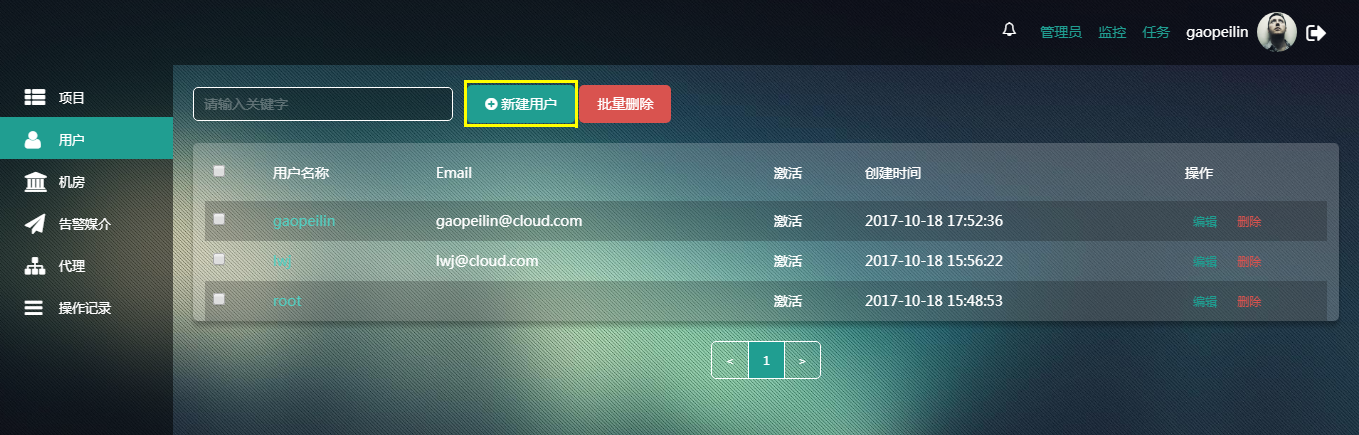 管理员 监控 任务 gaopeilin
项目
用户
机房
告警媒介
代理
操作记录
请输入关键字 新建用户 批量删除
用户名称 Email 激活 创建时间 操作
gaopeilin gaopeilin@cloud.com 激活 2017-10-18 17:52:36 编辑 删除
lwj lwj@cloud.com 激活 2017-10-18 15:56:22 编辑 删除
root 激活 2017-10-18 15:48:53 编辑 删除
< 1 >